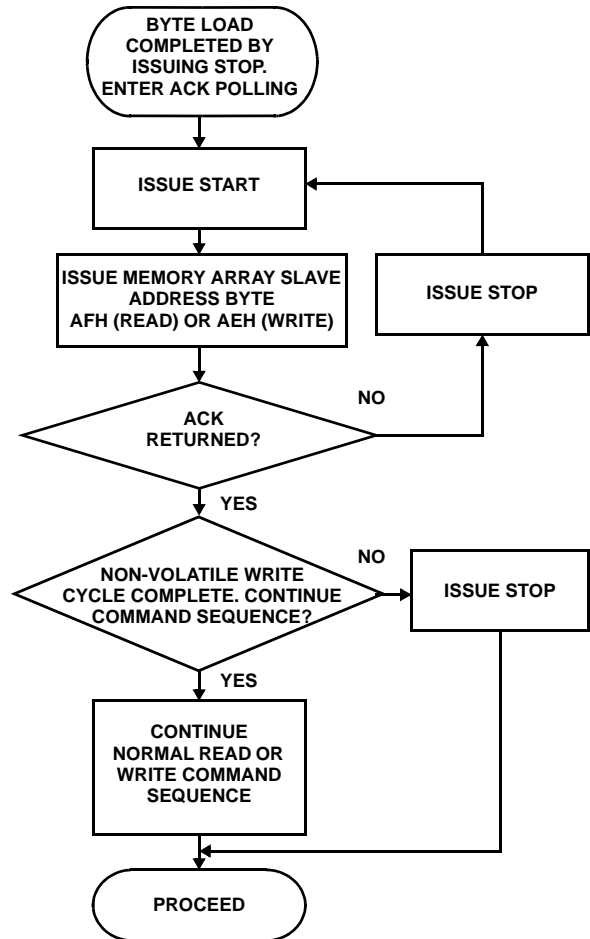 BYTE LOAD
COMPLETED BY
ISSUING STOP.
ENTER ACK POLLING
ISSUE START
ISSUE MEMORY ARRAY SLAVE
ADDRESS BYTE
AFH (READ) OR AEH (WRITE)
ISSUE STOP
ACK
RETURNED?
NO
YES
NON-VOLATILE WRITE
CYCLE COMPLETE. CONTINUE
COMMAND SEQUENCE?
NO
ISSUE STOP
YES
CONTINUE
NORMAL READ OR
WRITE COMMAND
SEQUENCE
PROCEED